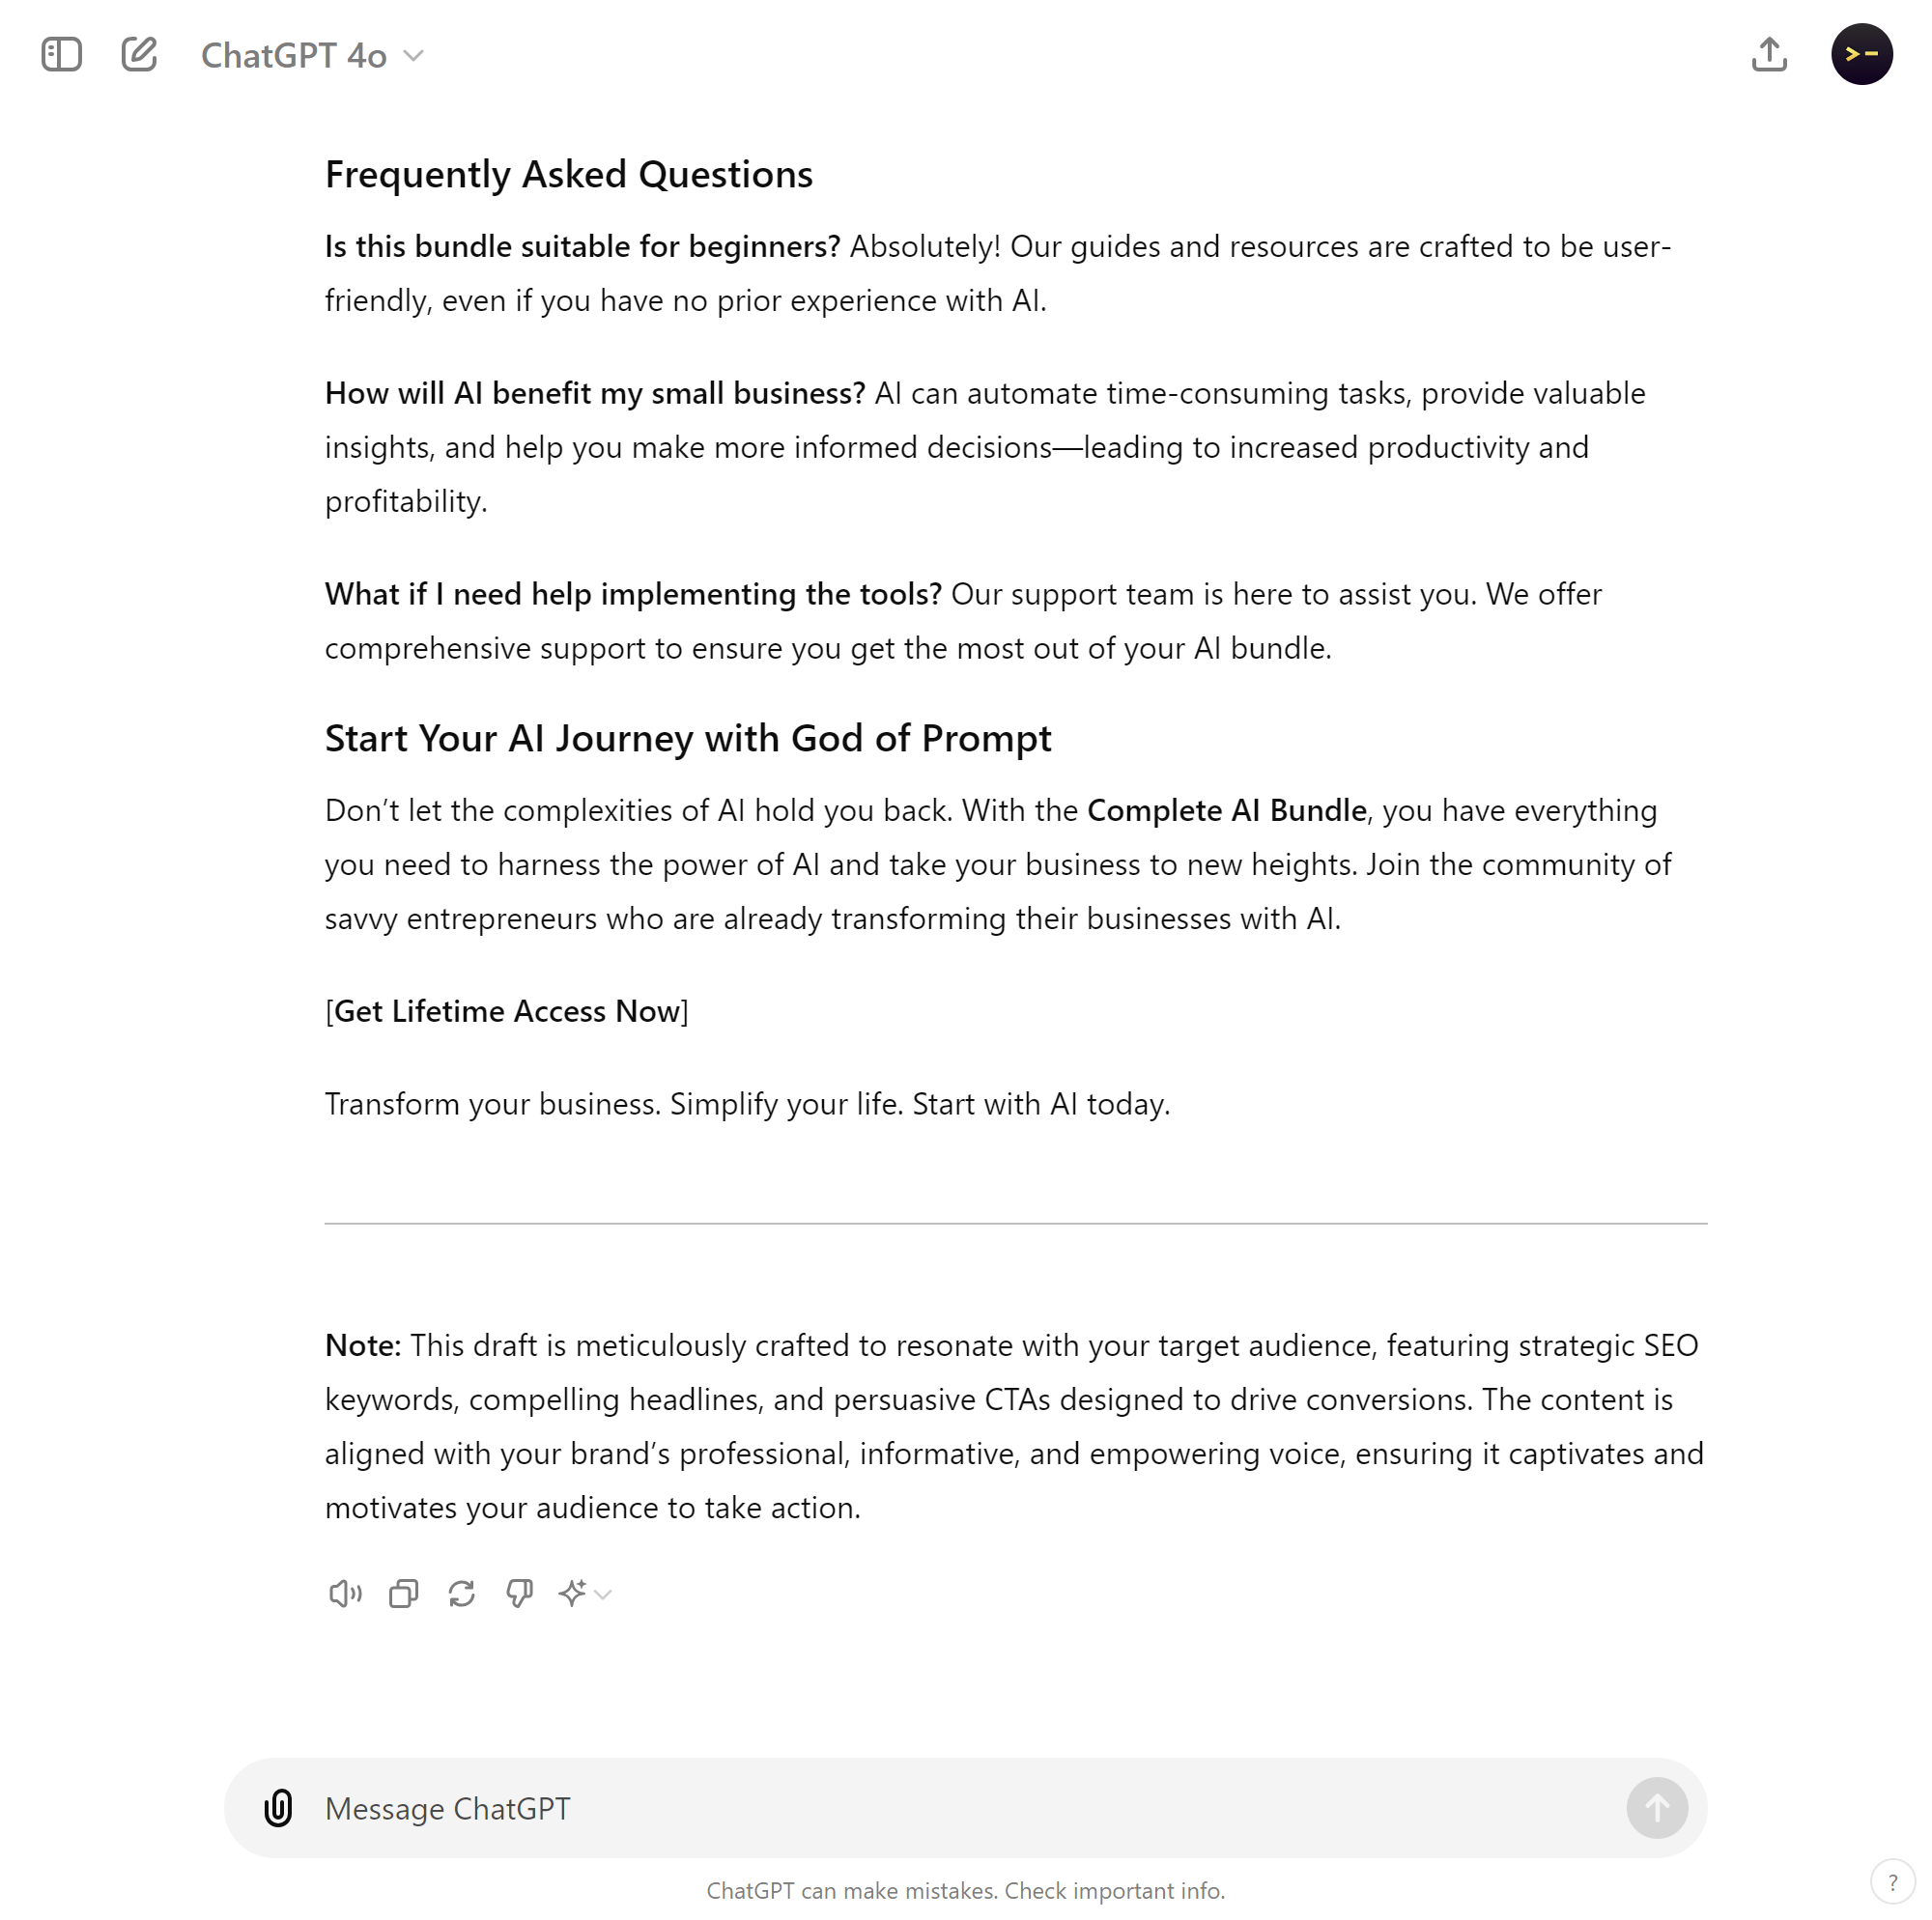 ChatGPT 4o
>-
Frequently Asked Questions
Is this bundle suitable for beginners? Absolutely! Our guides and resources are crafted to be user-
friendly, even if you have no prior experience with AI.
How will AI benefit my small business? AI can automate time-consuming tasks, provide valuable
insights, and help you make more informed decisions—leading to increased productivity and
profitability.
What if I need help implementing the tools? Our support team is here to assist you. We offer
comprehensive support to ensure you get the most out of your AI bundle.
Start Your AI Journey with God of Prompt
Don’t let the complexities of AI hold you back. With the Complete AI Bundle, you have everything
you need to harness the power of AI and take your business to new heights. Join the community of
savvy entrepreneurs who are already transforming their businesses with AI.
[Get Lifetime Access Now]
Transform your business. Simplify your life. Start with AI today.
Note: This draft is meticulously crafted to resonate with your target audience, featuring strategic SEO
keywords, compelling headlines, and persuasive CTAs designed to drive conversions. The content is
aligned with your brand’s professional, informative, and empowering voice, ensuring it captivates and
motivates your audience to take action.
Message ChatGPT
ChatGPT can make mistakes. Check important info.
?